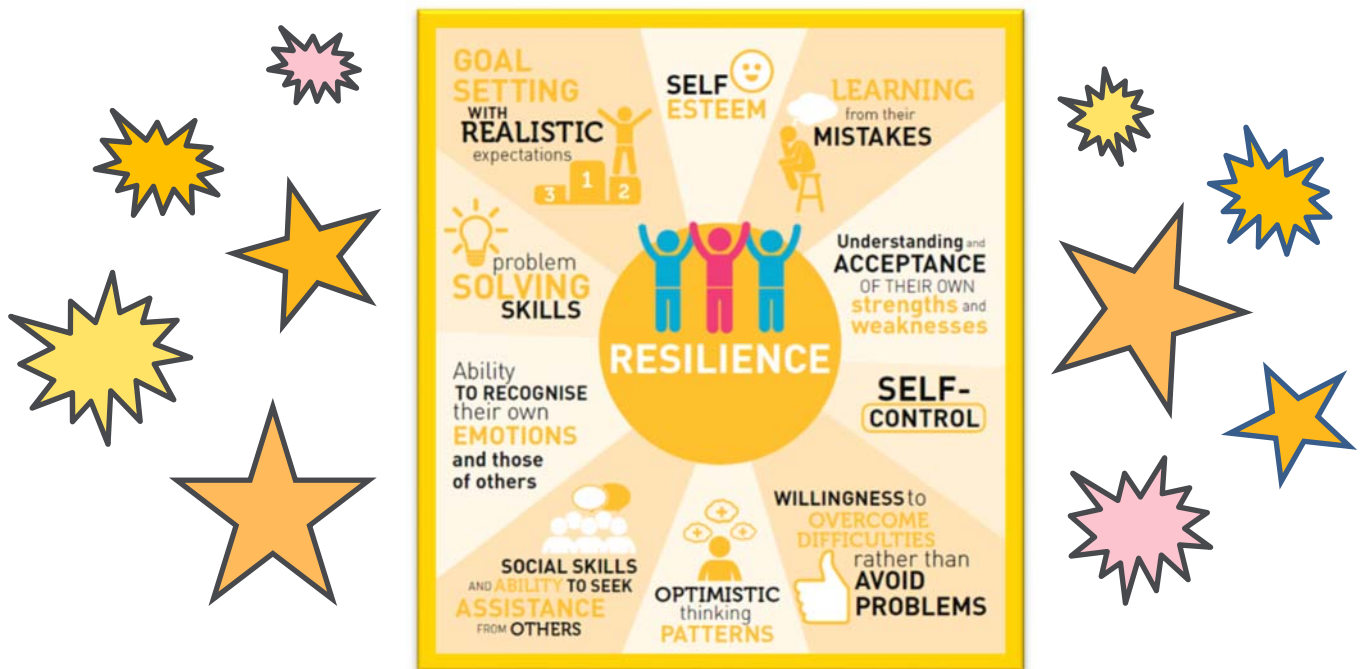 GOAL
SETTING
WITH
REALISTIC
expectations
3 1 2
SELF
ESTEEM
LEARNING
from their
MISTAKES
Understanding and
ACCEPTANCE
OF THEIR OWN
strengths and
weaknesses
SELF-
CONTROL
WILLINGNESS to
OVERCOME
DIFFICULTIES
rather than
AVOID
PROBLEMS
OPTIMISTIC
thinking
PATTERNS
SOCIAL SKILLS
AND ABILITY TO SEEK
ASSISTANCE
FROM OTHERS
Ability
TO RECOGNISE
their own
EMOTIONS
and those
of others
problem
SOLVING
SKILLS
RESILIENCE